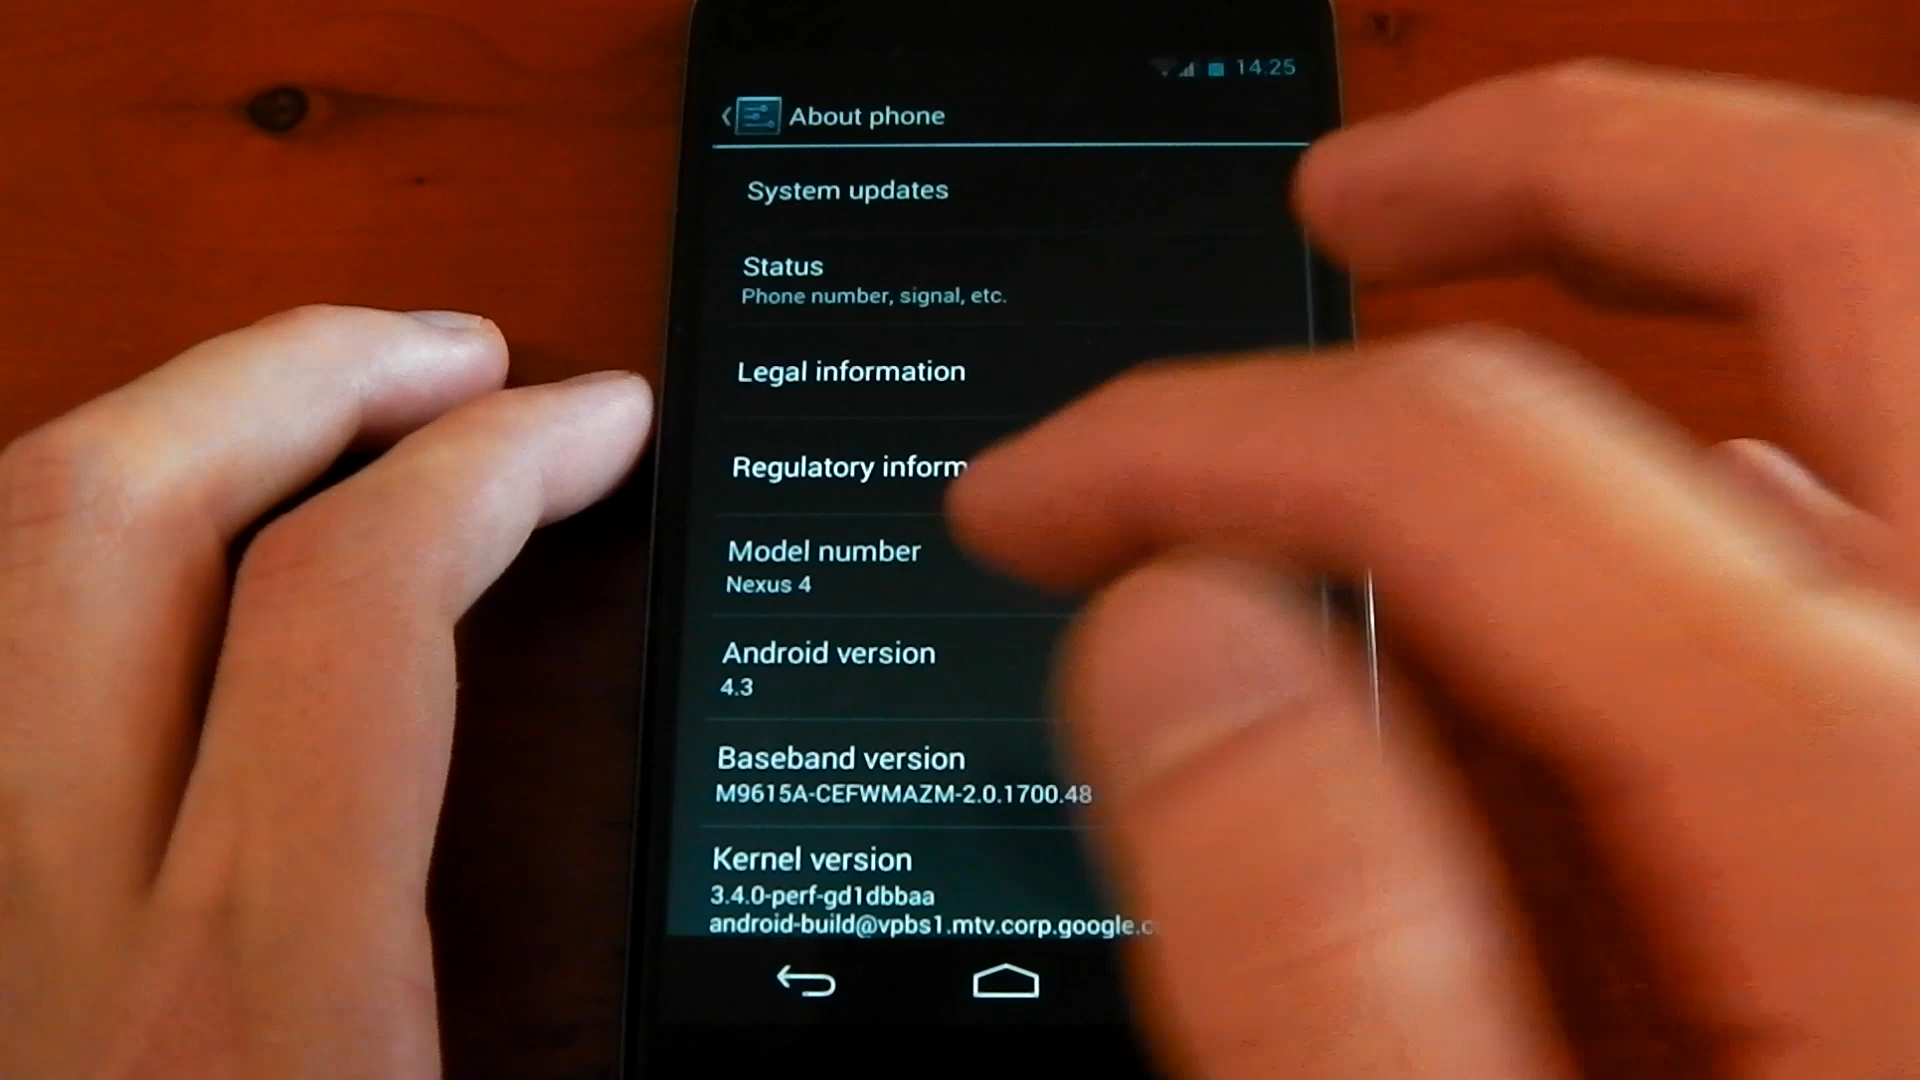 14:25
About phone
System updates
Status
Phone number, signal, etc.
Legal information
Regulatory inform
Model number
Nexus 4
Android version
4.3
Baseband version
M9615A-CEFWMAZM-2.0.1700.48
Kernel version
3.4.0-perf-gd1dbbaa
android-build@vpbs1.mtv.corp.google.c